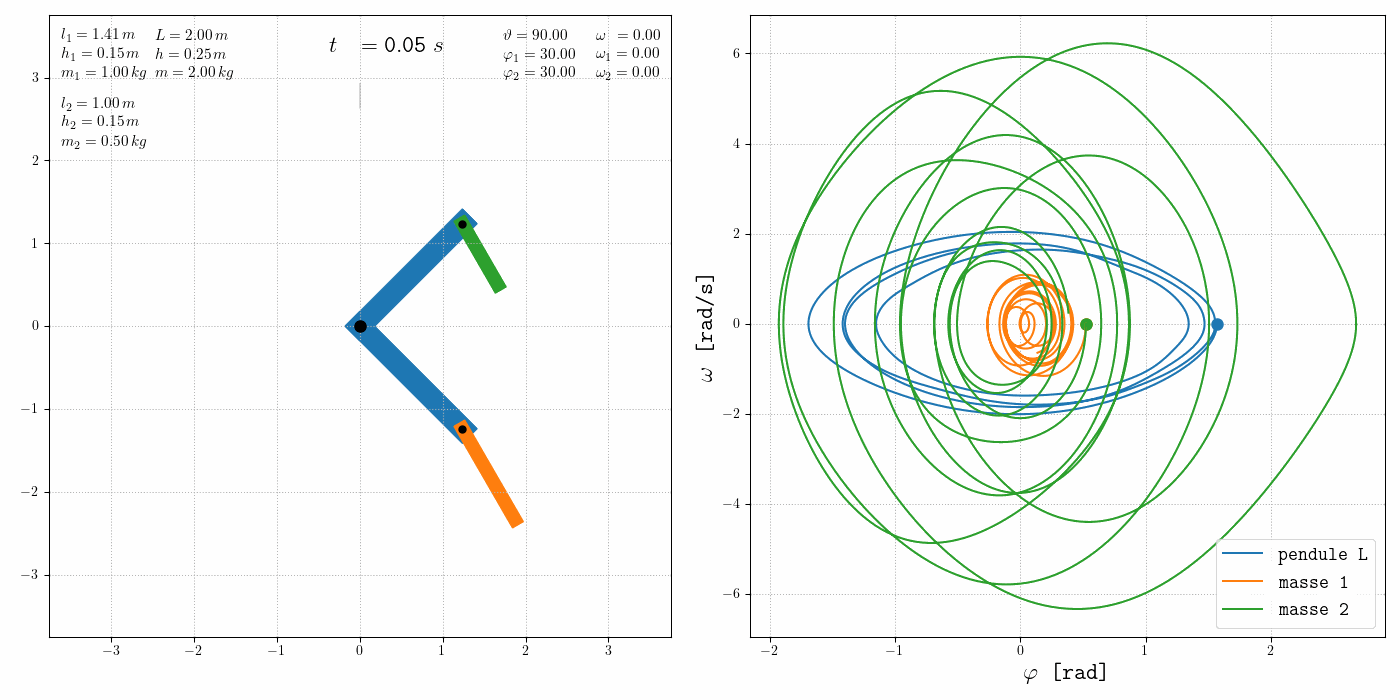 l₁ = 1.41 m L = 2.00 m
h₁ = 0.15 m h = 0.25 m
m₁ = 1.00 kg m = 2.00 kg
l₂ = 1.00 m
h₂ = 0.15 m
m₂ = 0.50 kg
t = 0.05 s
ϑ = 90.00 ω = 0.00
φ₁ = 30.00 ω₁ = 0.00
φ₂ = 30.00 ω₂ = 0.00
3
2
1
0
−1
−2
−3
−3 −2 −1 0 1 2 3
ω [rad/s]
6
4
2
0
−2
−4
−6
pendule L
masse 1
masse 2
−2 −1 0 1 2
φ [rad]